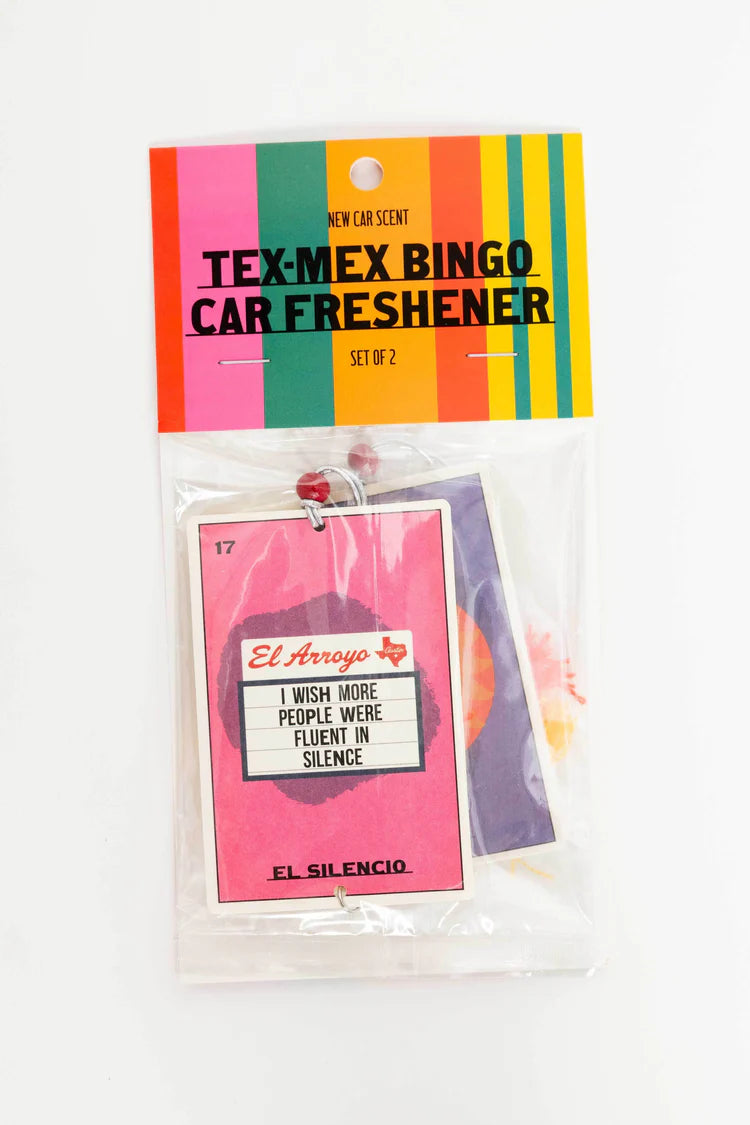 NEW CAR SCENT
TEX-MEX BINGO
CAR FRESHENER
SET OF 2
17
El Arroyo
Austin
I WISH MORE
PEOPLE WERE
FLUENT IN
SILENCE
EL SILENCIO